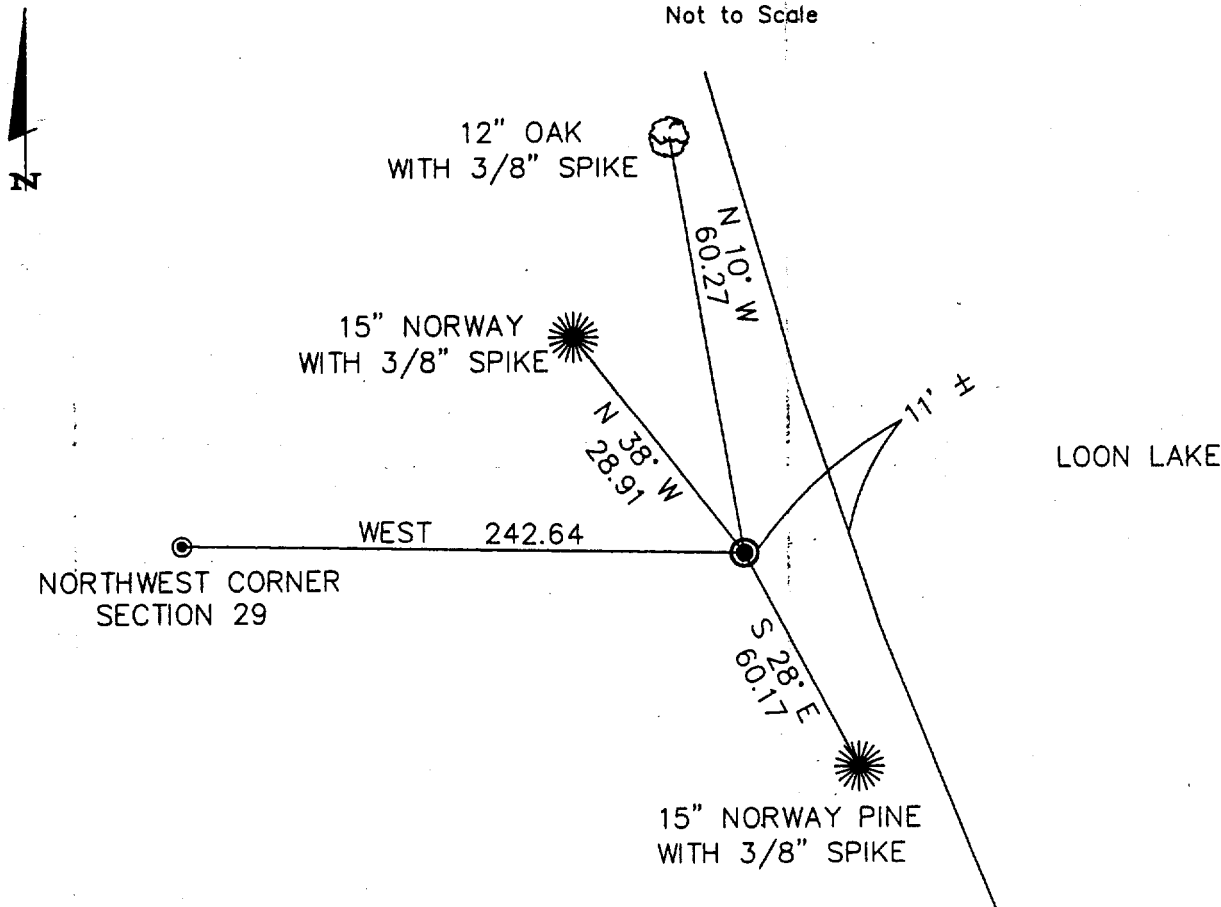 Not to Scale
N
12" OAK
WITH 3/8" SPIKE
N 10° W
60.27
15" NORWAY
WITH 3/8" SPIKE
N 38° W
28.91
11' ±
LOON LAKE
WEST 242.64
NORTHWEST CORNER
SECTION 29
S 28° E
60.17
15" NORWAY PINE
WITH 3/8" SPIKE